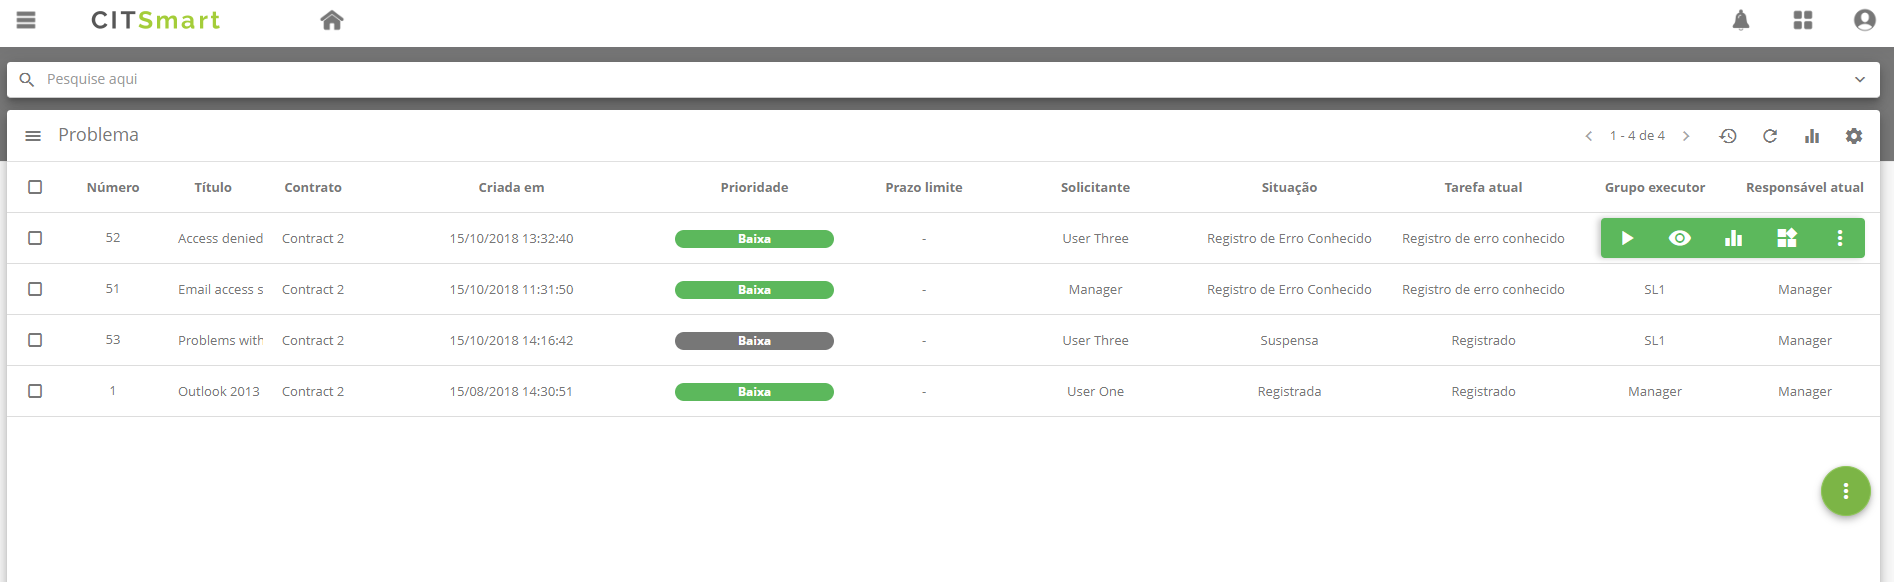 CITSmart
Pesquise aqui
Problema
1 - 4 de 4
Número Título Contrato Criada em Prioridade Prazo limite Solicitante Situação Tarefa atual Grupo executor Responsável atual
52 Access denied Contract 2 15/10/2018 13:32:40 Baixa - User Three Registro de Erro Conhecido Registro de erro conhecido
51 Email access s Contract 2 15/10/2018 11:31:50 Baixa - Manager Registro de Erro Conhecido Registro de erro conhecido SL1 Manager
53 Problems with Contract 2 15/10/2018 14:16:42 Baixa - User Three Suspensa Registrado SL1 Manager
1 Outlook 2013 Contract 2 15/08/2018 14:30:51 Baixa - User One Registrada Registrado Manager Manager